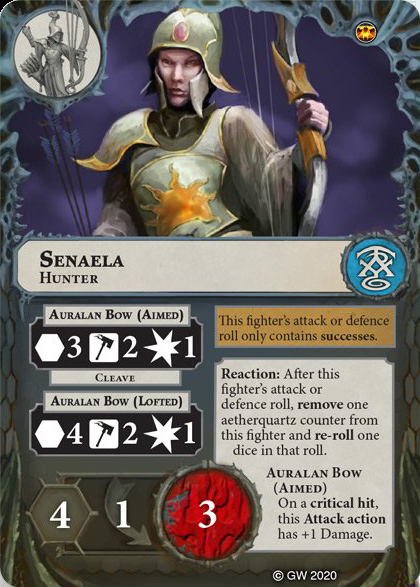 Senaela
Hunter
Auralan Bow (Aimed)
3 2 1
Cleave
Auralan Bow (Lofted)
4 2 1
4 1 3
This fighter's attack or defence
roll only contains successes.
Reaction: After this
fighter's attack or
defence roll, remove one
aetherquartz counter from
this fighter and re-roll one
dice in that roll.
Auralan Bow
(Aimed)
On a critical hit,
this Attack action
has +1 Damage.
© GW 2020